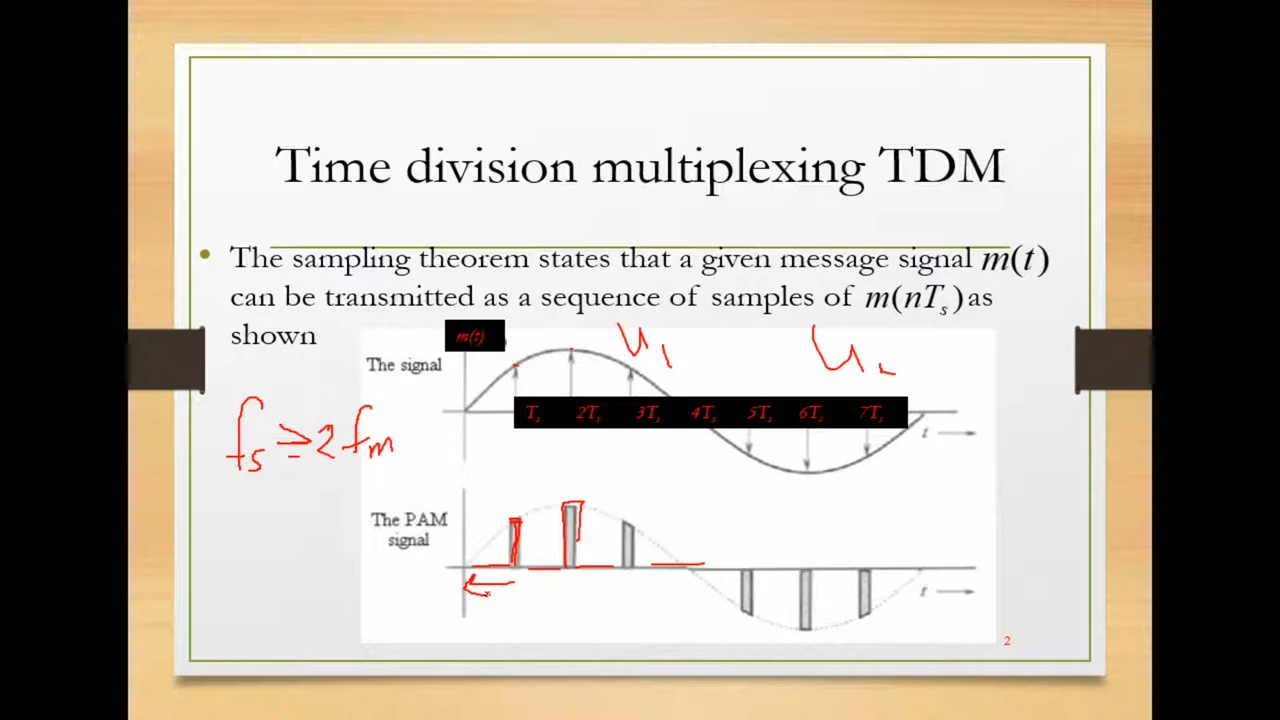 Time division multiplexing TDM
• The sampling theorem states that a given message signal m(t)
can be transmitted as a sequence of samples of m(nTₛ) as
shown
m(t)
The signal
U₁
U₂
Tₛ 2Tₛ 3Tₛ 4Tₛ 5Tₛ 6Tₛ 7Tₛ
t
fs ≥ 2fm
The PAM
signal
t
2